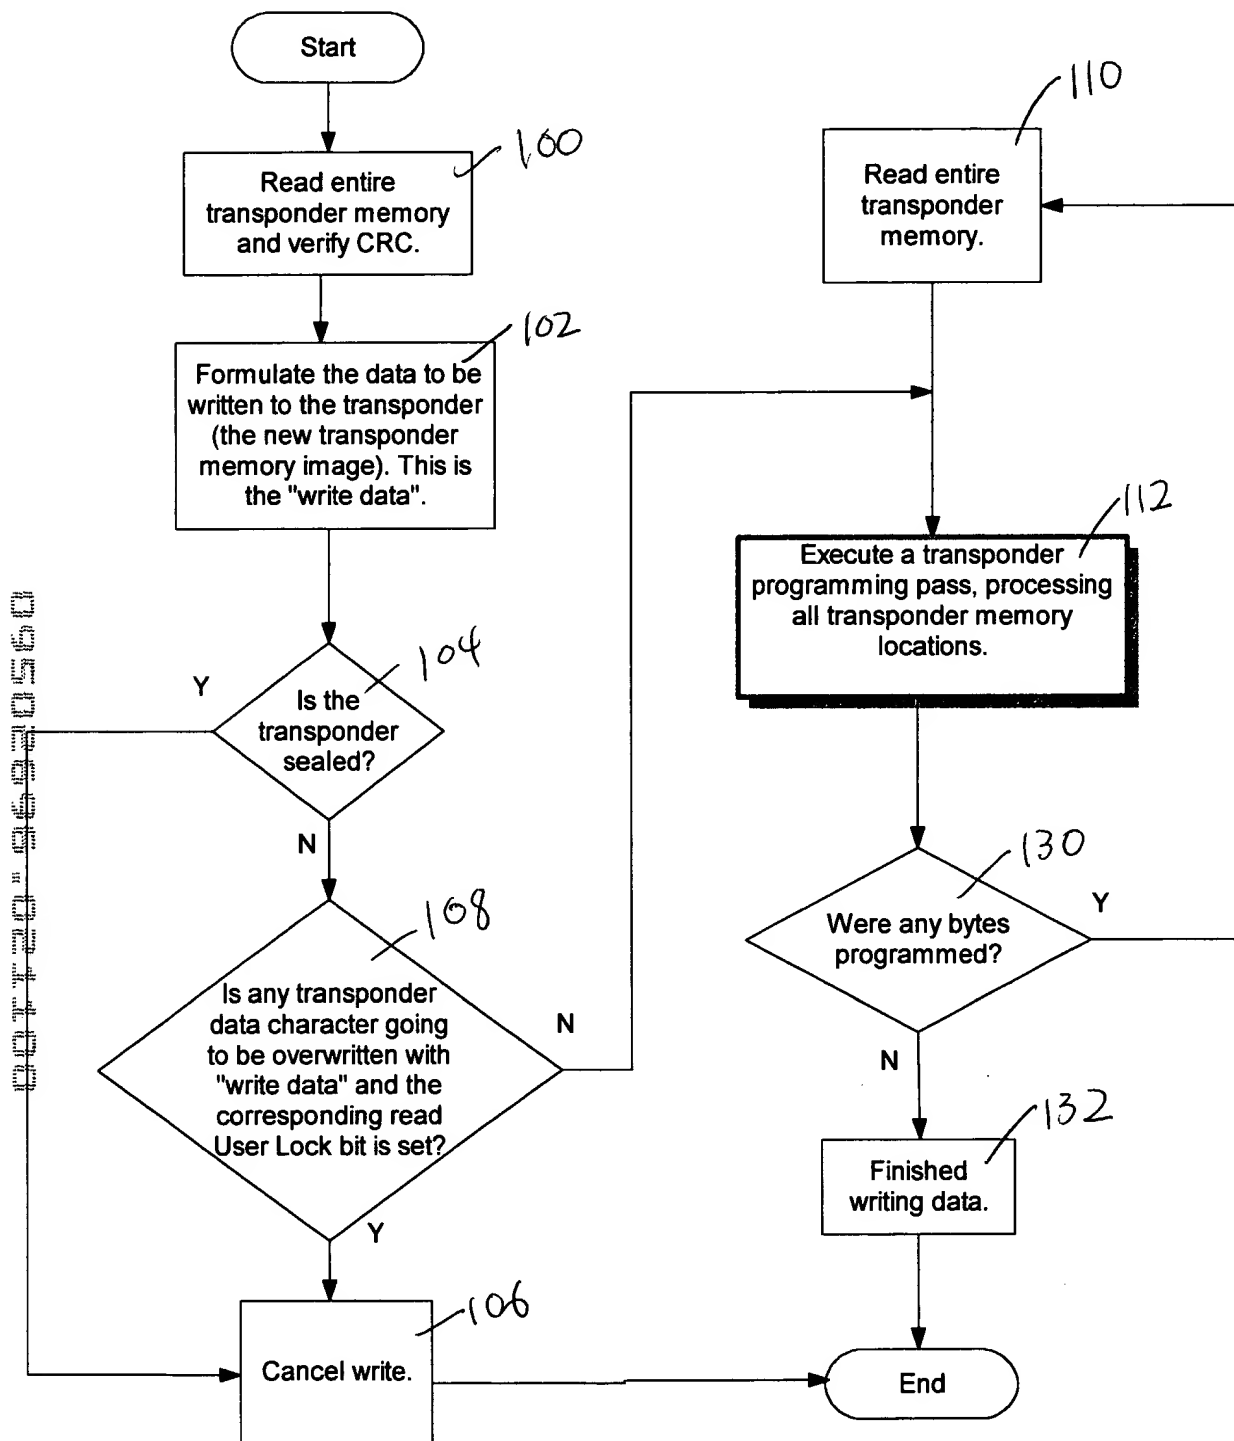 Start
100
Read entire
transponder memory
and verify CRC.
102
Formulate the data to be
written to the transponder
(the new transponder
memory image). This is
the "write data".
104
Y
Is the
transponder
sealed?
N
108
Is any transponder
data character going
to be overwritten with
"write data" and the
corresponding read
User Lock bit is set?
N
Y
106
Cancel write.
110
Read entire
transponder
memory.
112
Execute a transponder
programming pass, processing
all transponder memory
locations.
130
Were any bytes
programmed?
Y
N
132
Finished
writing data.
End